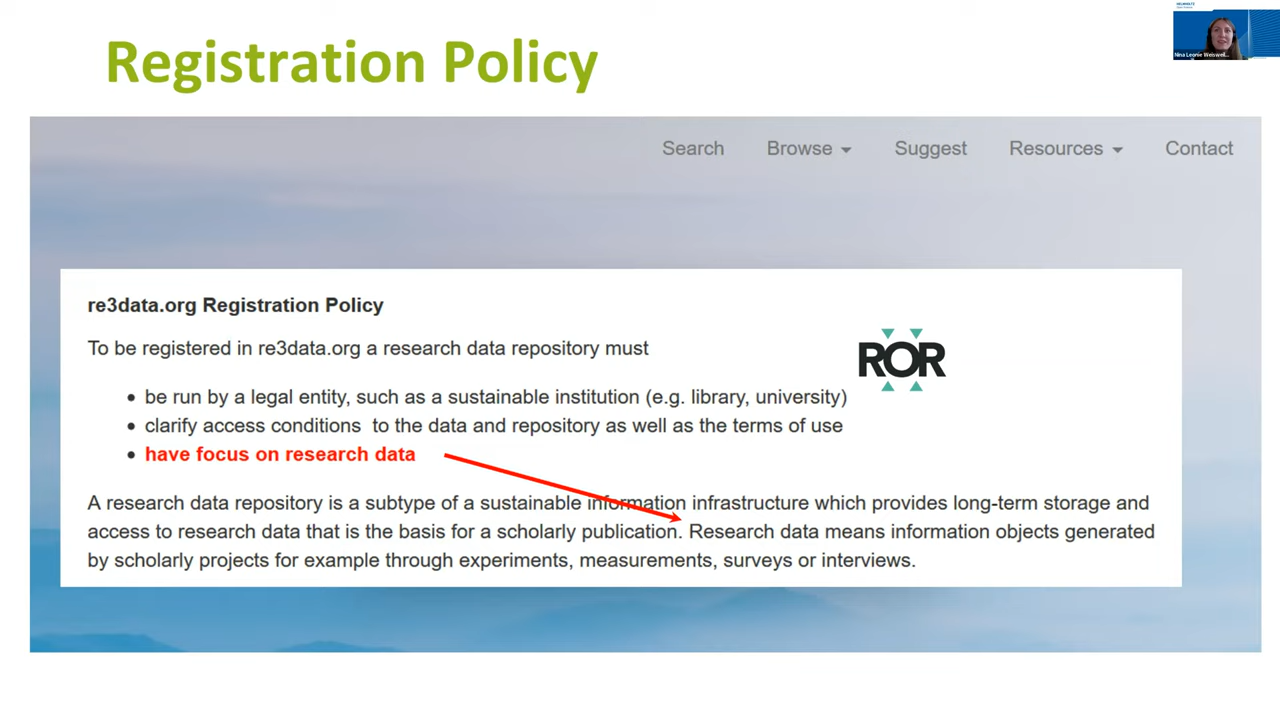 Registration Policy
HELMHOLTZ
Nina Leonie Weisweil...
Search Browse Suggest Resources Contact
re3data.org Registration Policy
To be registered in re3data.org a research data repository must
ROR
• be run by a legal entity, such as a sustainable institution (e.g. library, university)
• clarify access conditions to the data and repository as well as the terms of use
• have focus on research data
A research data repository is a subtype of a sustainable information infrastructure which provides long-term storage and
access to research data that is the basis for a scholarly publication. Research data means information objects generated
by scholarly projects for example through experiments, measurements, surveys or interviews.